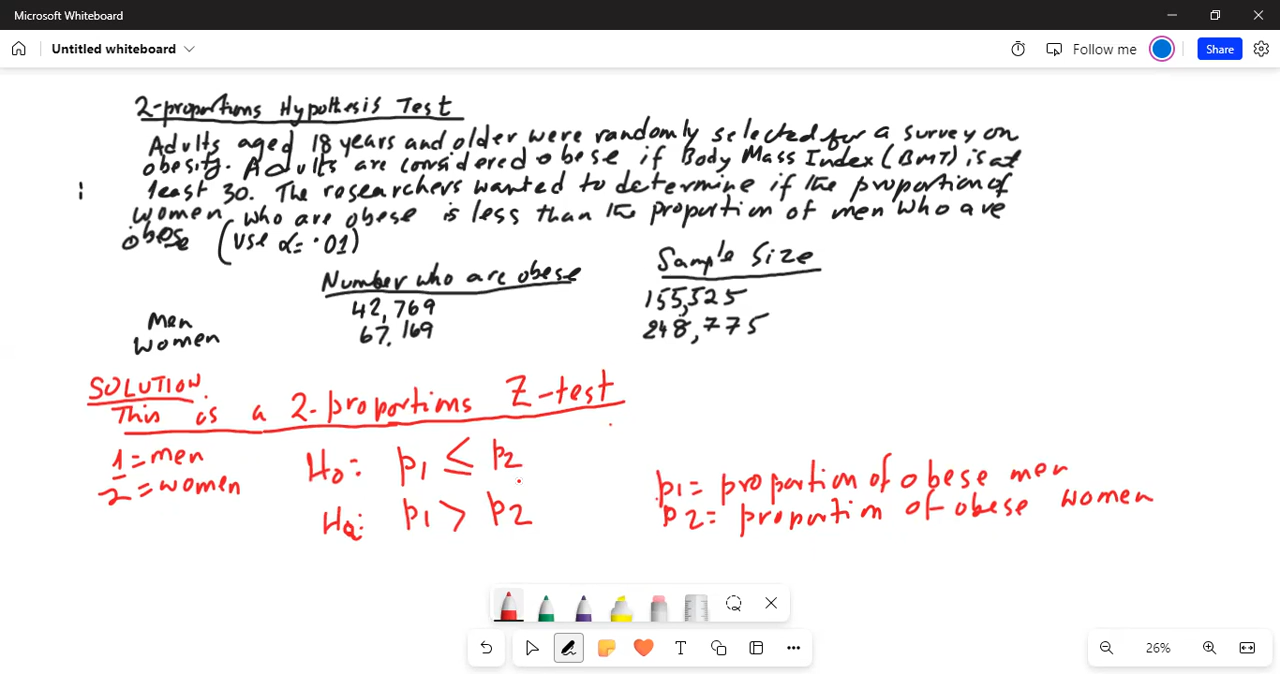 Microsoft Whiteboard
Untitled whiteboard
Follow me
Share
2-proportions Hypothesis Test
Adults aged 18 years and older were randomly selected for a survey on
obesity. Adults are considered obese if Body Mass Index (BMI) is at
least 30. The researchers wanted to determine if the proportion of
women who are obese is less than the proportion of men who are
obese (use α= .01)
Number who are obese Sample Size
Men 42,769 155,525
Women 67,169 248,775
SOLUTION
This is a 2-proportions Z-test
1 = men
2 = women
H0: p1 ≤ p2
Ha: p1 > p2
p1 = proportion of obese men
p2 = proportion of obese women
26%